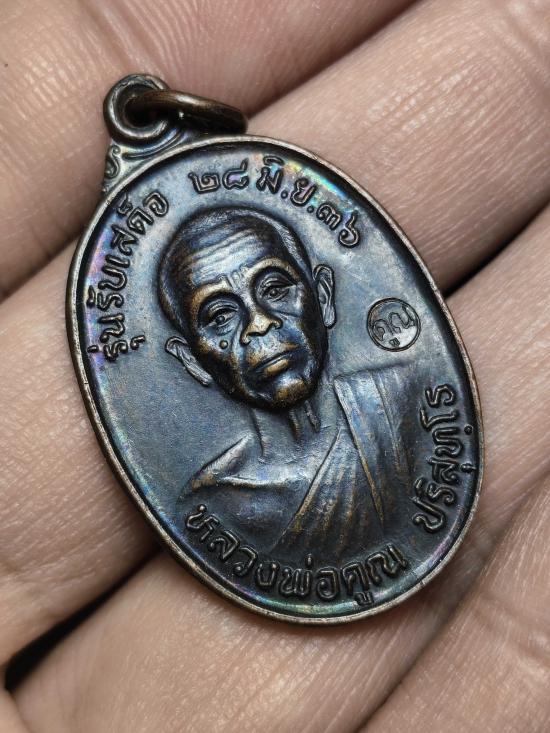 รุ่นรับเสด็จ ๒๘ มิ.ย.๓๖
คูณ
หลวงพ่อคูณ ปริสุทฺโธ